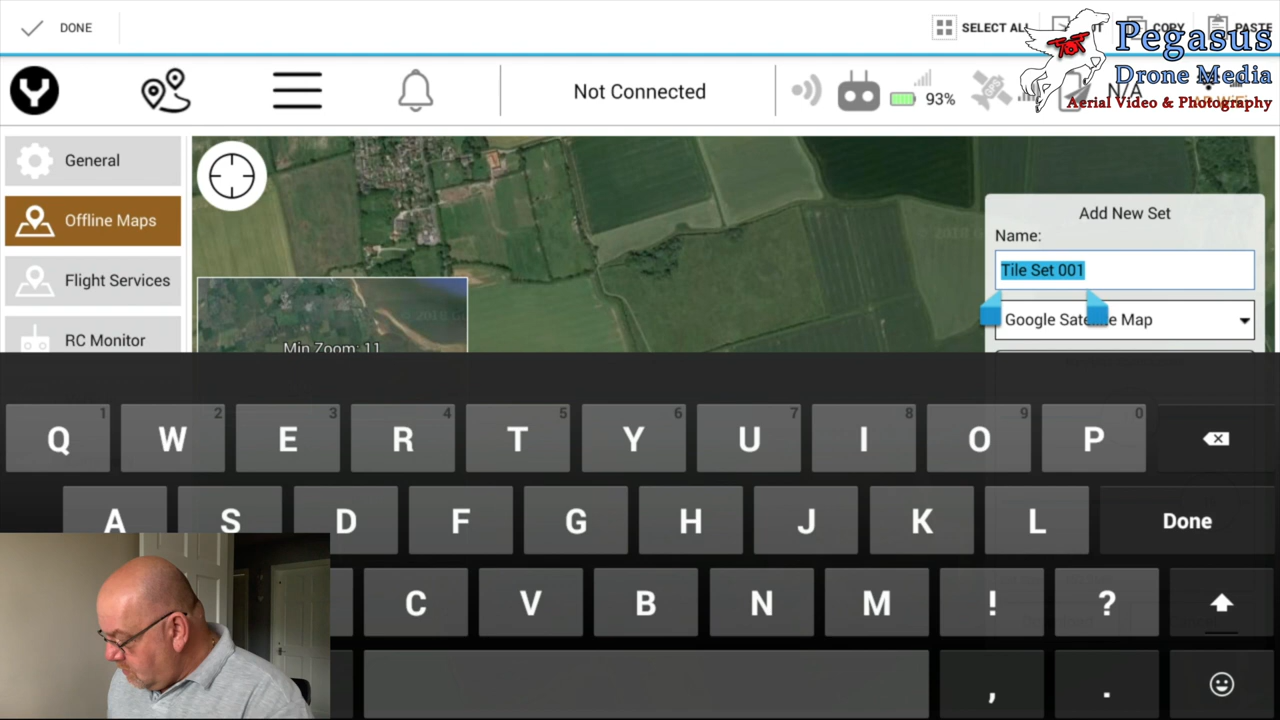 DONE
SELECT ALL
COPY
PASTE
Pegasus
Drone Media
Aerial Video & Photography
Not Connected
93%
N/A
General
Offline Maps
Flight Services
RC Monitor
Min Zoom: 11
Add New Set
Name:
Tile Set 001
Google Satellite Map
1 2 3 4 5 6 7 8 9 0
Q W E R T Y U I O P
A S D F G H J K L Done
C V B N M ! ?
, .